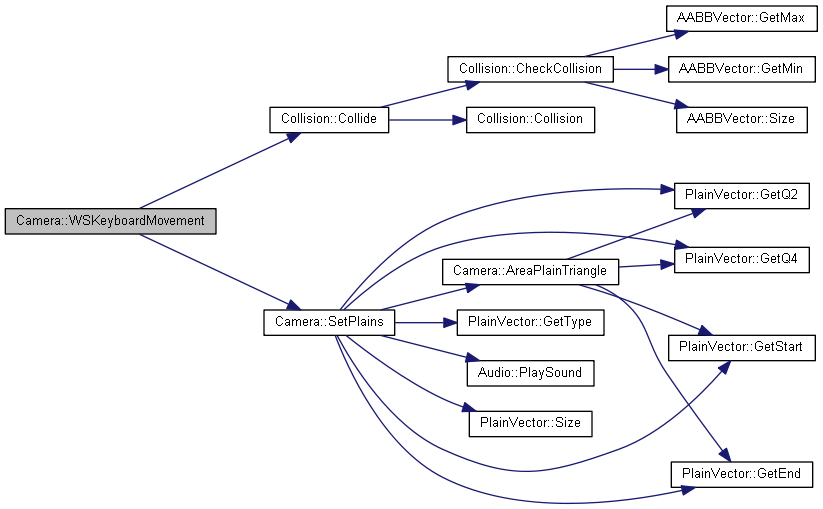 AABBVector::GetMax
Collision::CheckCollision
AABBVector::GetMin
Collision::Collide
Collision::Collision
AABBVector::Size
Camera::WSKeyboardMovement
PlainVector::GetQ2
Camera::AreaPlainTriangle
PlainVector::GetQ4
Camera::SetPlains
PlainVector::GetType
PlainVector::GetStart
Audio::PlaySound
PlainVector::Size
PlainVector::GetEnd